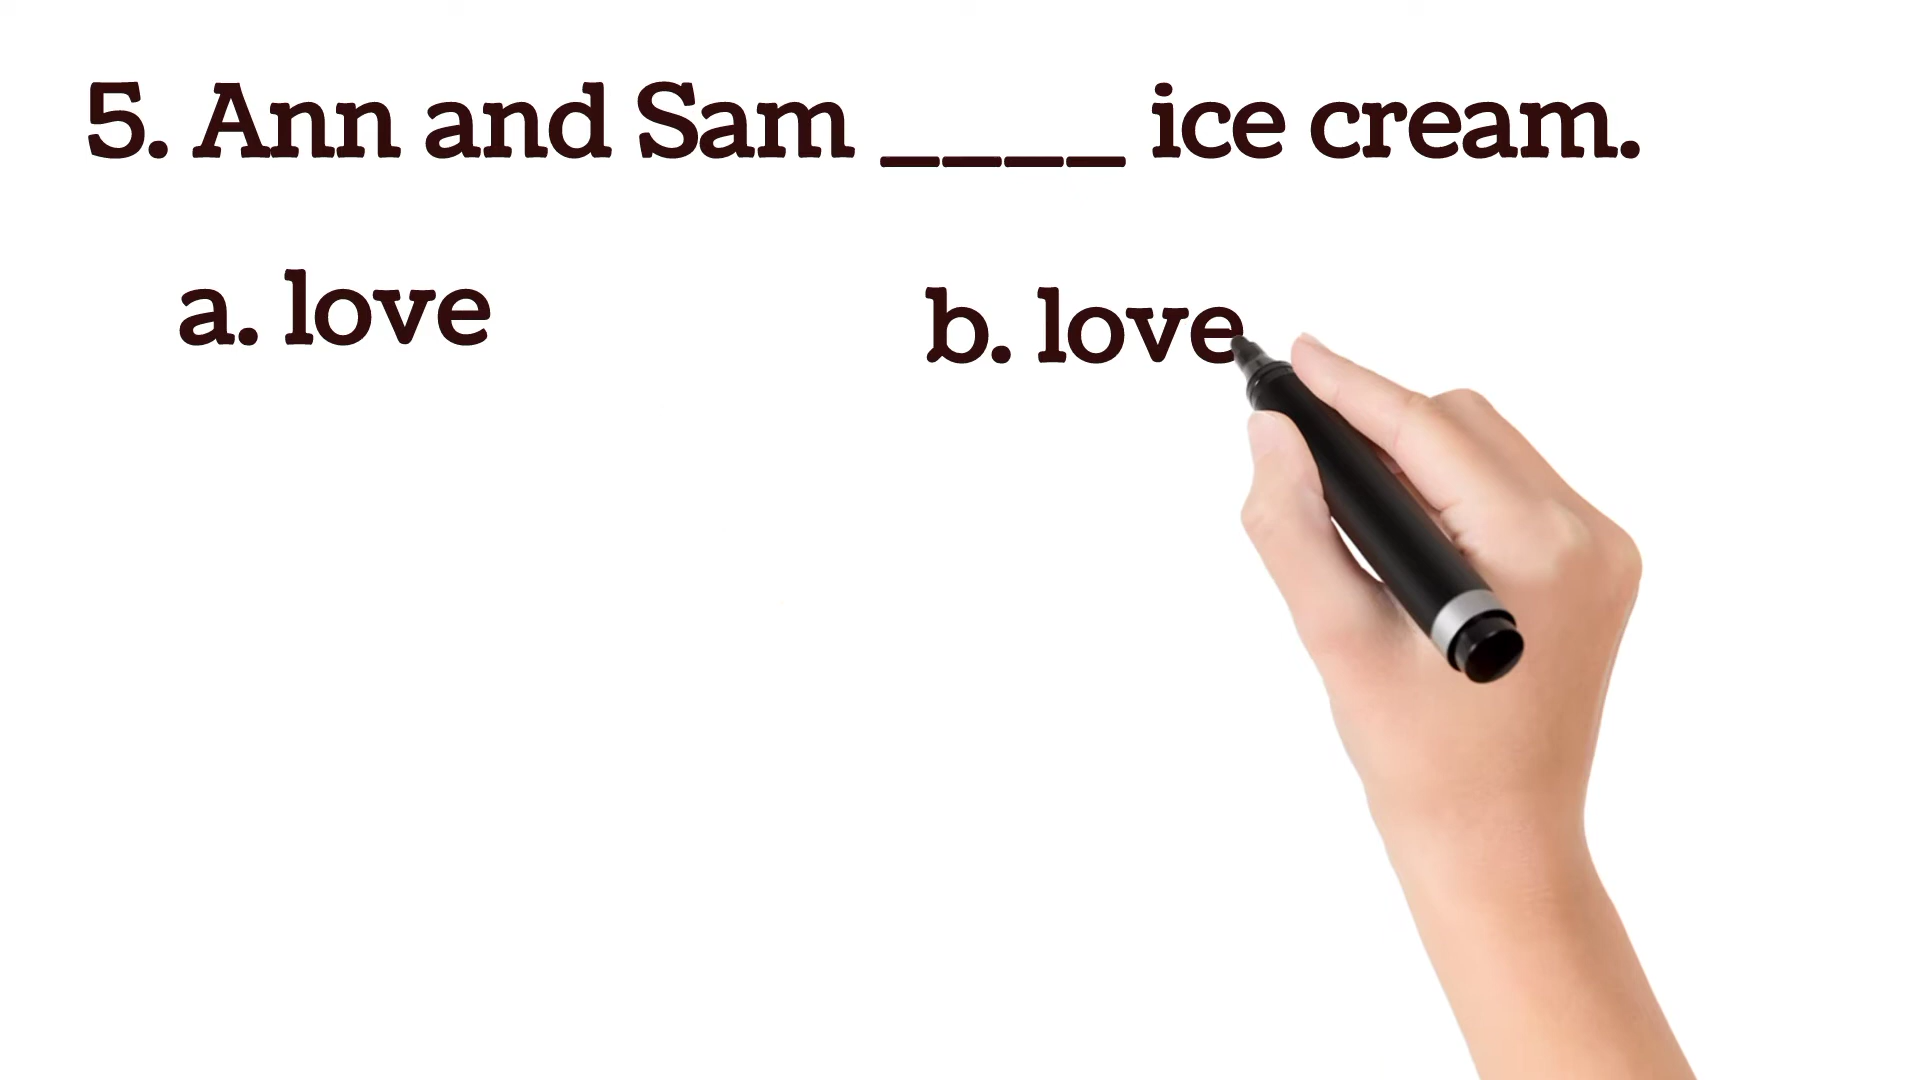 5. Ann and Sam ____ ice cream.
a. love
b. love